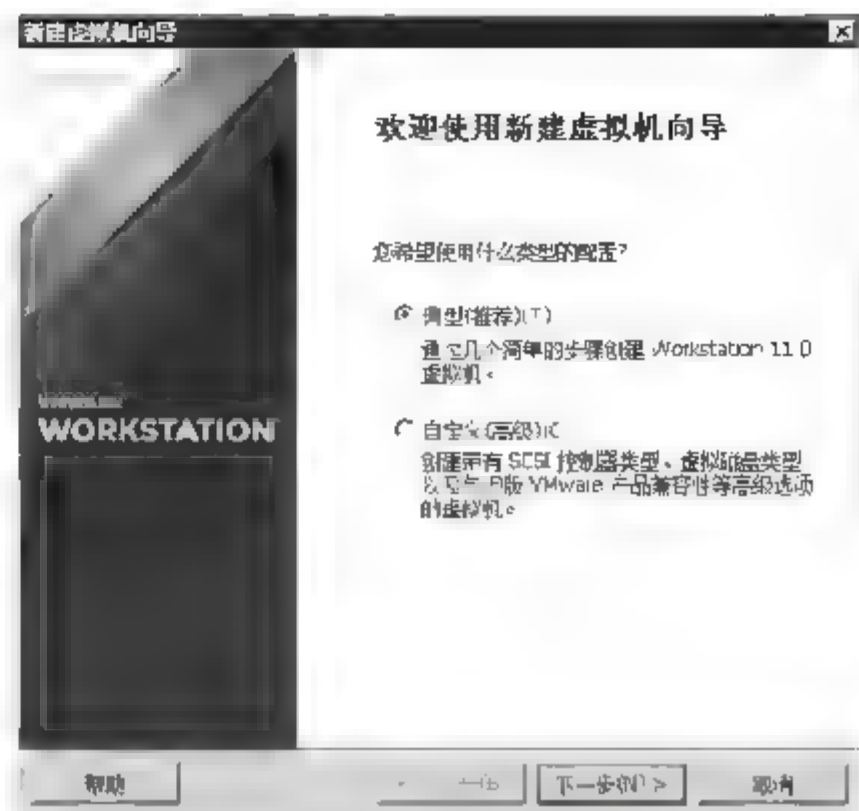 新建虚拟机向导
欢迎使用新建虚拟机向导
您希望使用什么类型的配置?
典型(推荐)(T)
通过几个简单的步骤创建 Workstation 11.0
虚拟机。
WORKSTATION
自定义(高级)(C)
创建带有 SCSI 控制器类型、虚拟磁盘类型
以及与旧版 VMware 产品兼容性等高级选项
的虚拟机。
帮助
下一步(N) >
取消